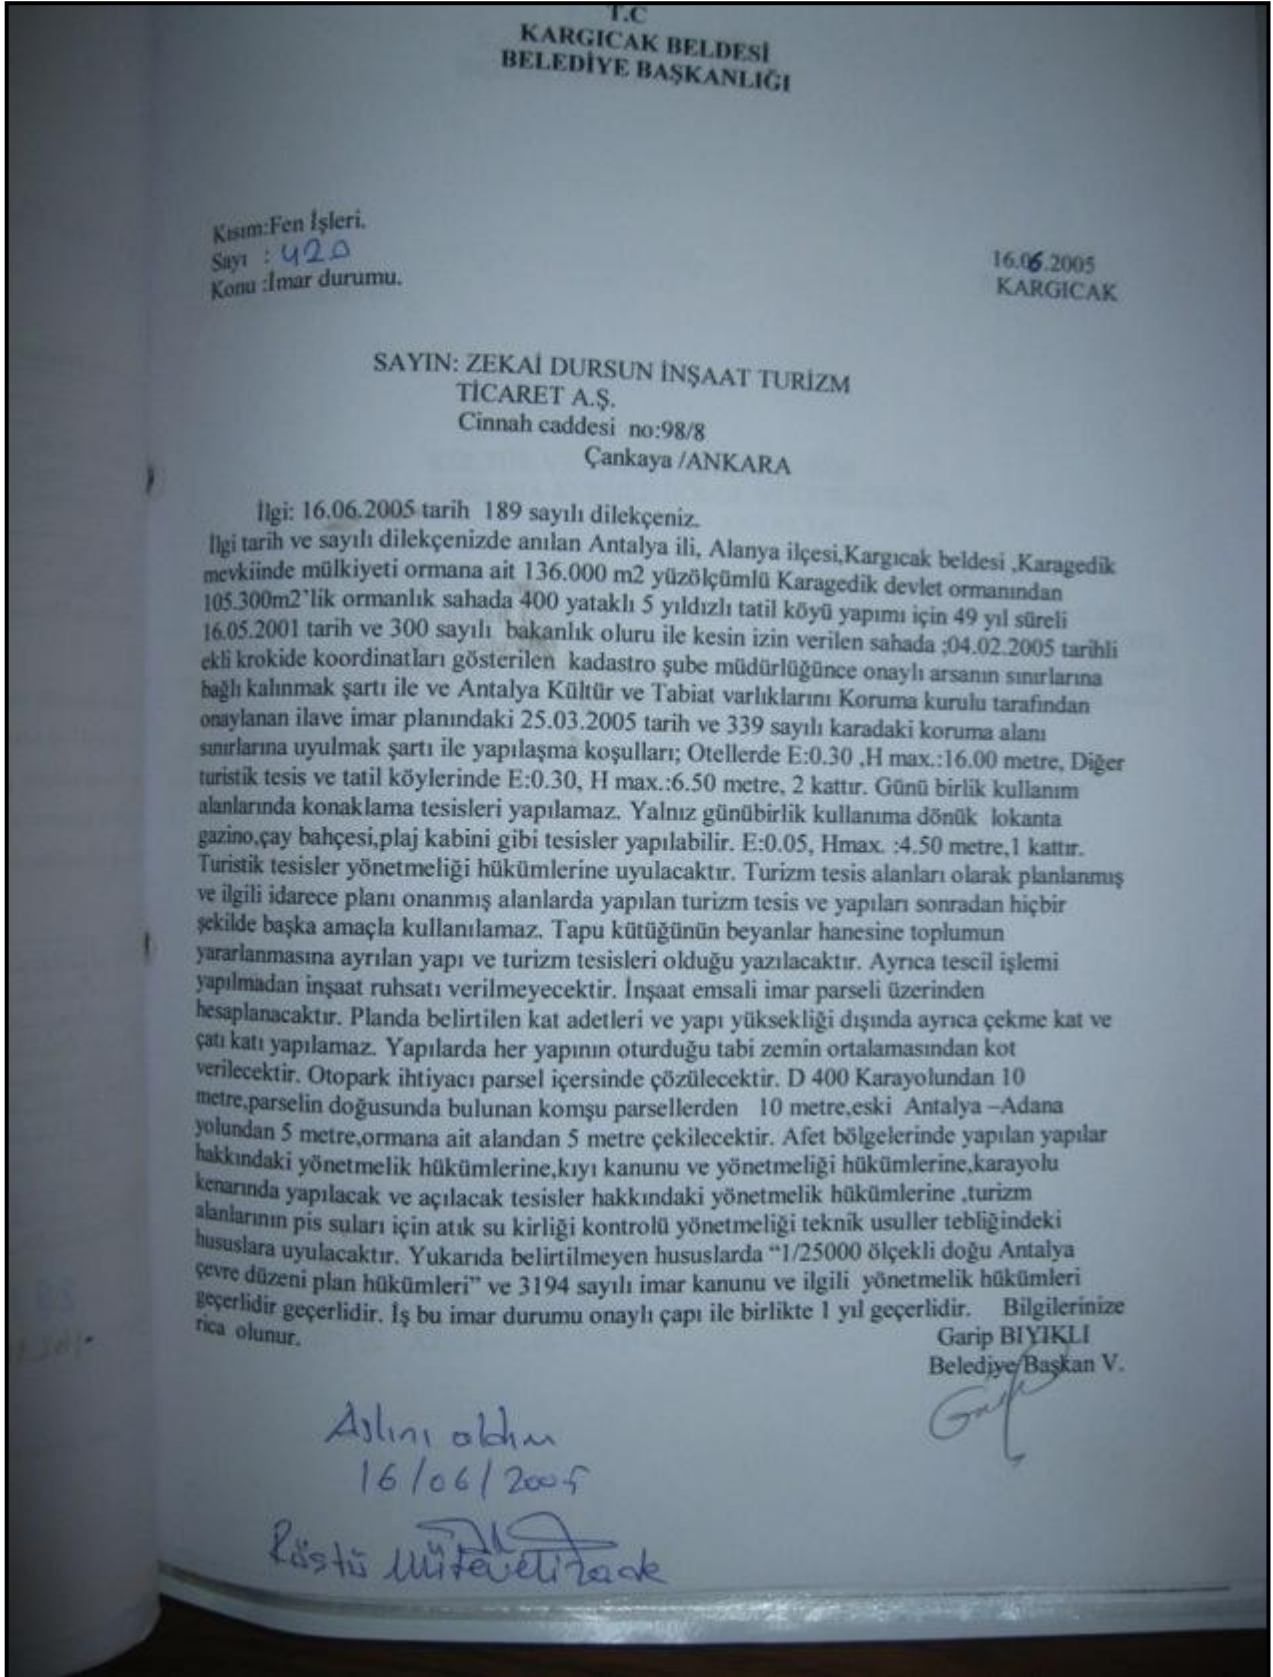 T.C
KARGICAK BELDESİ
BELEDİYE BAŞKANLIĞI
Kısım:Fen İşleri.
Sayı : 420
Konu :İmar durumu.
16.06.2005
KARGICAK
SAYIN: ZEKAİ DURSUN İNŞAAT TURİZM
TİCARET A.Ş.
Cinnah caddesi no:98/8
Çankaya /ANKARA
İlgi: 16.06.2005 tarih 189 sayılı dilekçeniz.
İlgi tarih ve sayılı dilekçenizde anılan Antalya ili, Alanya ilçesi,Kargıcak beldesi ,Karagedik
mevkiinde mülkiyeti ormana ait 136.000 m2 yüzölçümlü Karagedik devlet ormanından
105.300m2'lik ormanlık sahada 400 yataklı 5 yıldızlı tatil köyü yapımı için 49 yıl süreli
16.05.2001 tarih ve 300 sayılı bakanlık oluru ile kesin izin verilen sahada ;04.02.2005 tarihli
ekli krokide koordinatları gösterilen kadastro şube müdürlüğünce onaylı arsanın sınırlarına
bağlı kalınmak şartı ile ve Antalya Kültür ve Tabiat varlıklarını Koruma kurulu tarafından
onaylanan ilave imar planındaki 25.03.2005 tarih ve 339 sayılı karadaki koruma alanı
sınırlarına uyulmak şartı ile yapılaşma koşulları; Otellerde E:0.30 ,H max.:16.00 metre, Diğer
turistik tesis ve tatil köylerinde E:0.30, H max.:6.50 metre, 2 kattır. Günü birlik kullanım
alanlarında konaklama tesisleri yapılamaz. Yalnız günübirlik kullanıma dönük lokanta
gazino,çay bahçesi,plaj kabini gibi tesisler yapılabilir. E:0.05, Hmax. :4.50 metre,1 kattır.
Turistik tesisler yönetmeliği hükümlerine uyulacaktır. Turizm tesis alanları olarak planlanmış
ve ilgili idarece planı onanmış alanlarda yapılan turizm tesis ve yapıları sonradan hiçbir
şekilde başka amaçla kullanılamaz. Tapu kütüğünün beyanlar hanesine toplumun
yararlanmasına ayrılan yapı ve turizm tesisleri olduğu yazılacaktır. Ayrıca tescil işlemi
yapılmadan inşaat ruhsatı verilmeyecektir. İnşaat emsali imar parseli üzerinden
hesaplanacaktır. Planda belirtilen kat adetleri ve yapı yüksekliği dışında ayrıca çekme kat ve
çatı katı yapılamaz. Yapılarda her yapının oturduğu tabi zemin ortalamasından kot
verilecektir. Otopark ihtiyacı parsel içersinde çözülecektir. D 400 Karayolundan 10
metre,parselin doğusunda bulunan komşu parsellerden 10 metre,eski Antalya –Adana
yolundan 5 metre,ormana ait alandan 5 metre çekilecektir. Afet bölgelerinde yapılan yapılar
hakkındaki yönetmelik hükümlerine,kıyı kanunu ve yönetmeliği hükümlerine,karayolu
kenarında yapılacak ve açılacak tesisler hakkındaki yönetmelik hükümlerine ,turizm
alanlarının pis suları için atık su kirliği kontrolü yönetmeliği teknik usuller tebliğindeki
hususlara uyulacaktır. Yukarıda belirtilmeyen hususlarda “1/25000 ölçekli doğu Antalya
çevre düzeni plan hükümleri” ve 3194 sayılı imar kanunu ve ilgili yönetmelik hükümleri
geçerlidir geçerlidir. İş bu imar durumu onaylı çapı ile birlikte 1 yıl geçerlidir. Bilgilerinize
rica olunur.
Garip BIYIKLI
Belediye Başkan V.
Aslını aldım
16/06/2005